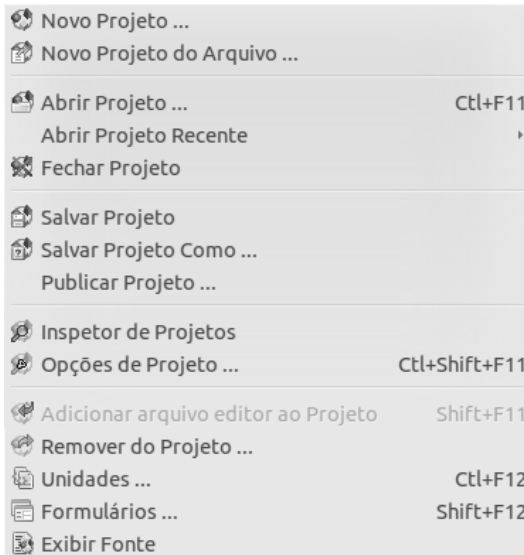 Novo Projeto ...
Novo Projeto do Arquivo ...
Abrir Projeto ... Ctl+F11
Abrir Projeto Recente
Fechar Projeto
Salvar Projeto
Salvar Projeto Como ...
Publicar Projeto ...
Inspetor de Projetos
Opções de Projeto ... Ctl+Shift+F11
Adicionar arquivo editor ao Projeto Shift+F11
Remover do Projeto ...
Unidades ... Ctl+F12
Formulários ... Shift+F12
Exibir Fonte